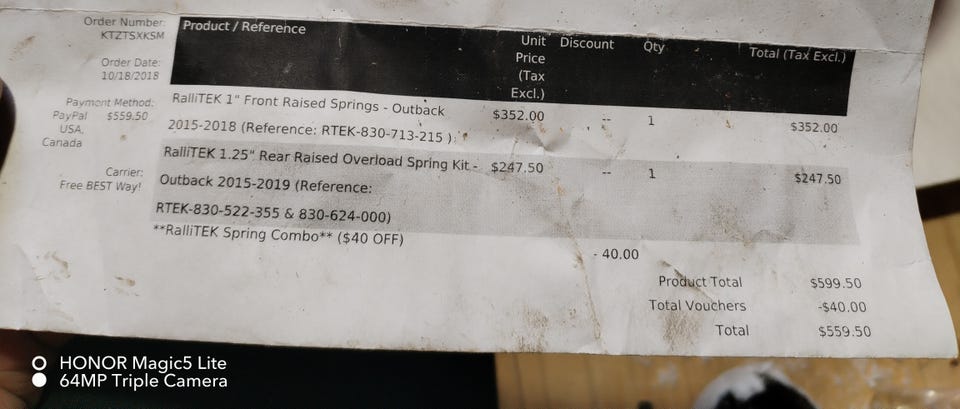 Order Number:
KTZTSXKSM
Order Date:
10/18/2018
Payment Method:
PayPal $559.50
USA,
Canada
Carrier:
Free BEST Way!
Product / Reference
Unit Price (Tax Excl.)
Discount
Qty
Total (Tax Excl.)
RalliTEK 1" Front Raised Springs - Outback $352.00 -- 1 $352.00
2015-2018 (Reference: RTEK-830-713-215 )
RalliTEK 1.25" Rear Raised Overload Spring Kit - $247.50 -- 1 $247.50
Outback 2015-2019 (Reference:
RTEK-830-522-355 & 830-624-000)
**RalliTEK Spring Combo** ($40 OFF) - 40.00
Product Total $599.50
Total Vouchers -$40.00
Total $559.50
HONOR Magic5 Lite
64MP Triple Camera